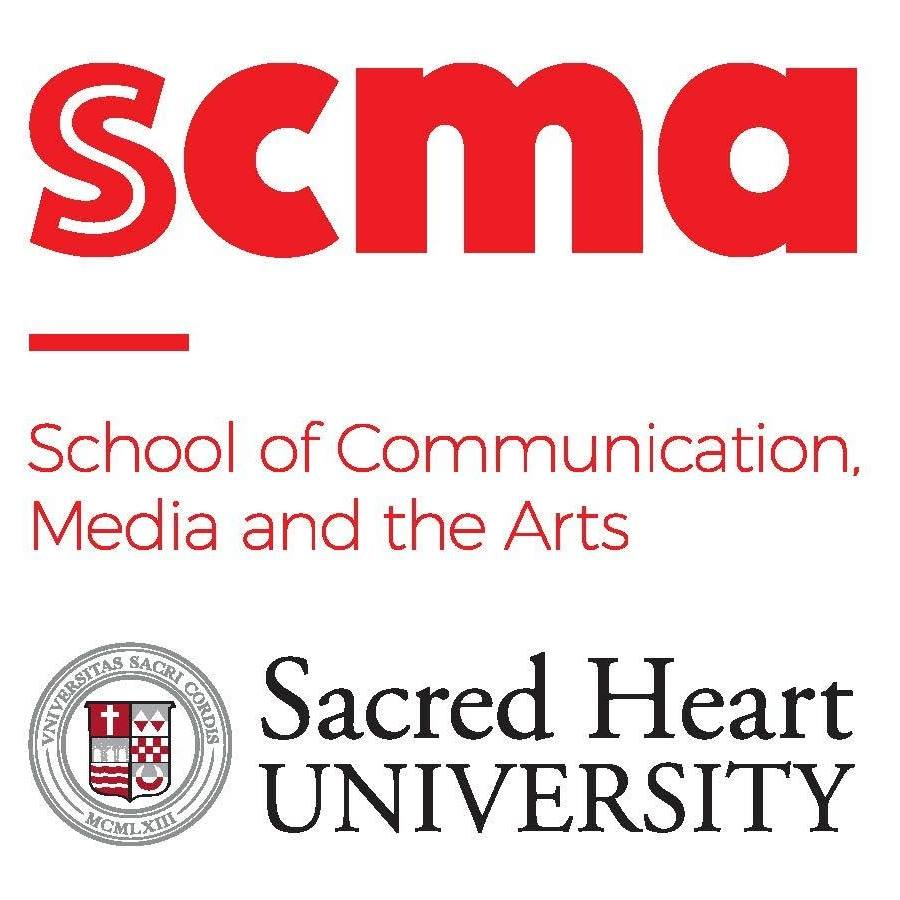 scma
School of Communication,
Media and the Arts
VNIVERSITAS SACRI CORDIS
MCMLXIII
Sacred Heart
UNIVERSITY